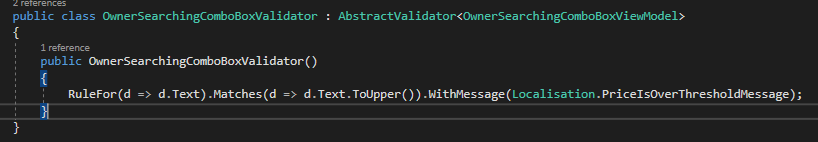 2 references
public class OwnerSearchingComboBoxValidator : AbstractValidator<OwnerSearchingComboBoxViewModel>
{
1 reference
public OwnerSearchingComboBoxValidator()
{
RuleFor(d => d.Text).Matches(d => d.Text.ToUpper()).WithMessage(Localisation.PriceIsOverThresholdMessage);
}
}